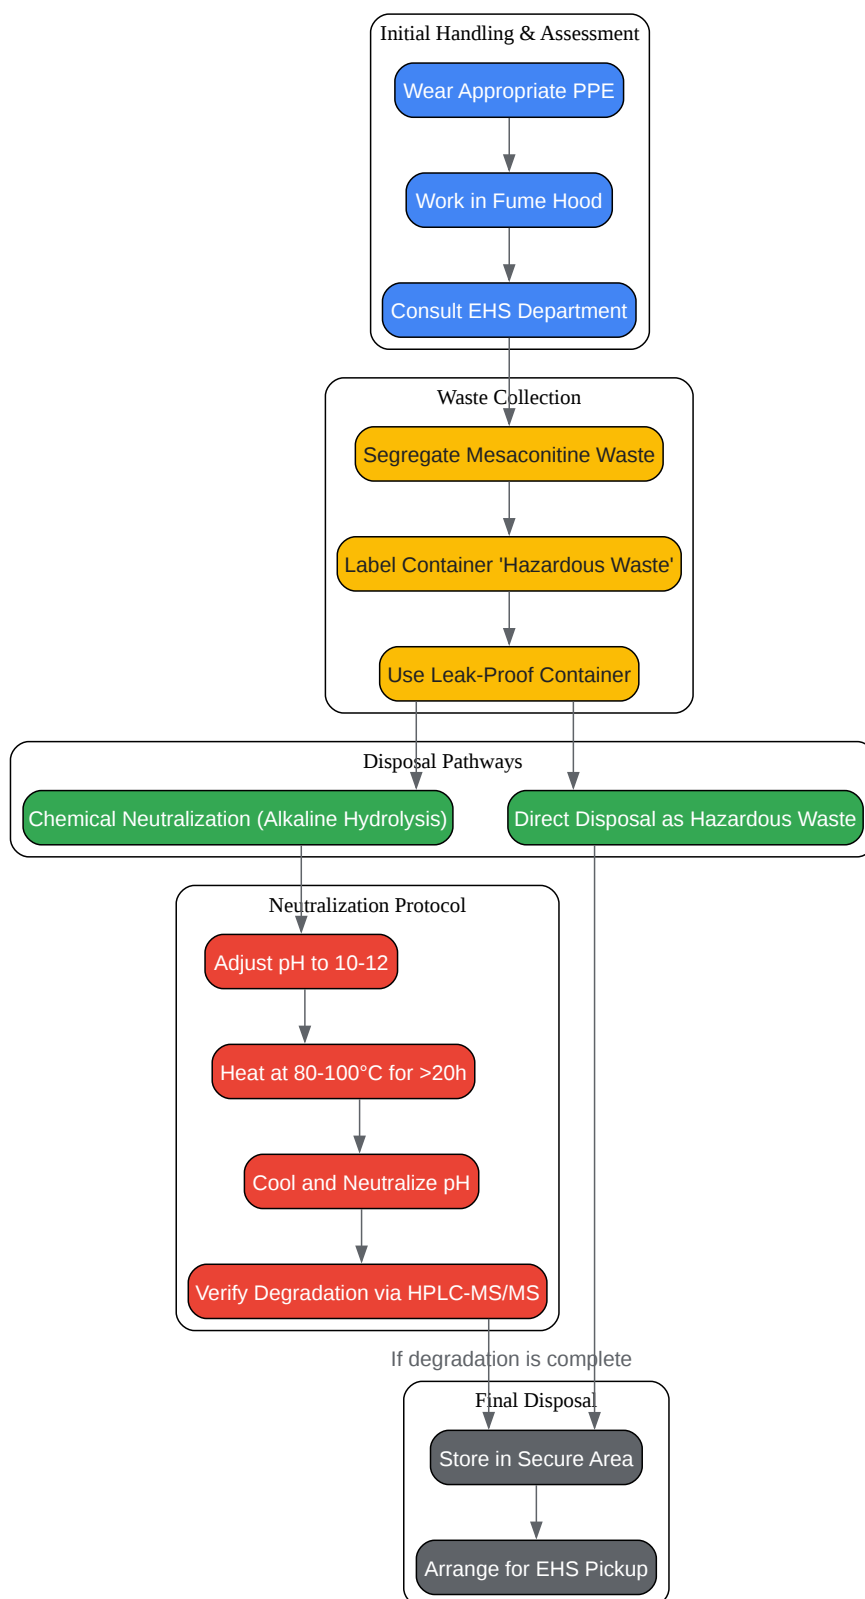 Initial Handling & Assessment
Wear Appropriate PPE
Work in Fume Hood
Consult EHS Department
Waste Collection
Segregate Mesaconitine Waste
Label Container 'Hazardous Waste'
Use Leak-Proof Container
Disposal Pathways
Chemical Neutralization (Alkaline Hydrolysis)
Direct Disposal as Hazardous Waste
Neutralization Protocol
Adjust pH to 10-12
Heat at 80-100°C for >20h
Cool and Neutralize pH
Verify Degradation via HPLC-MS/MS
If degradation is complete
Final Disposal
Store in Secure Area
Arrange for EHS Pickup